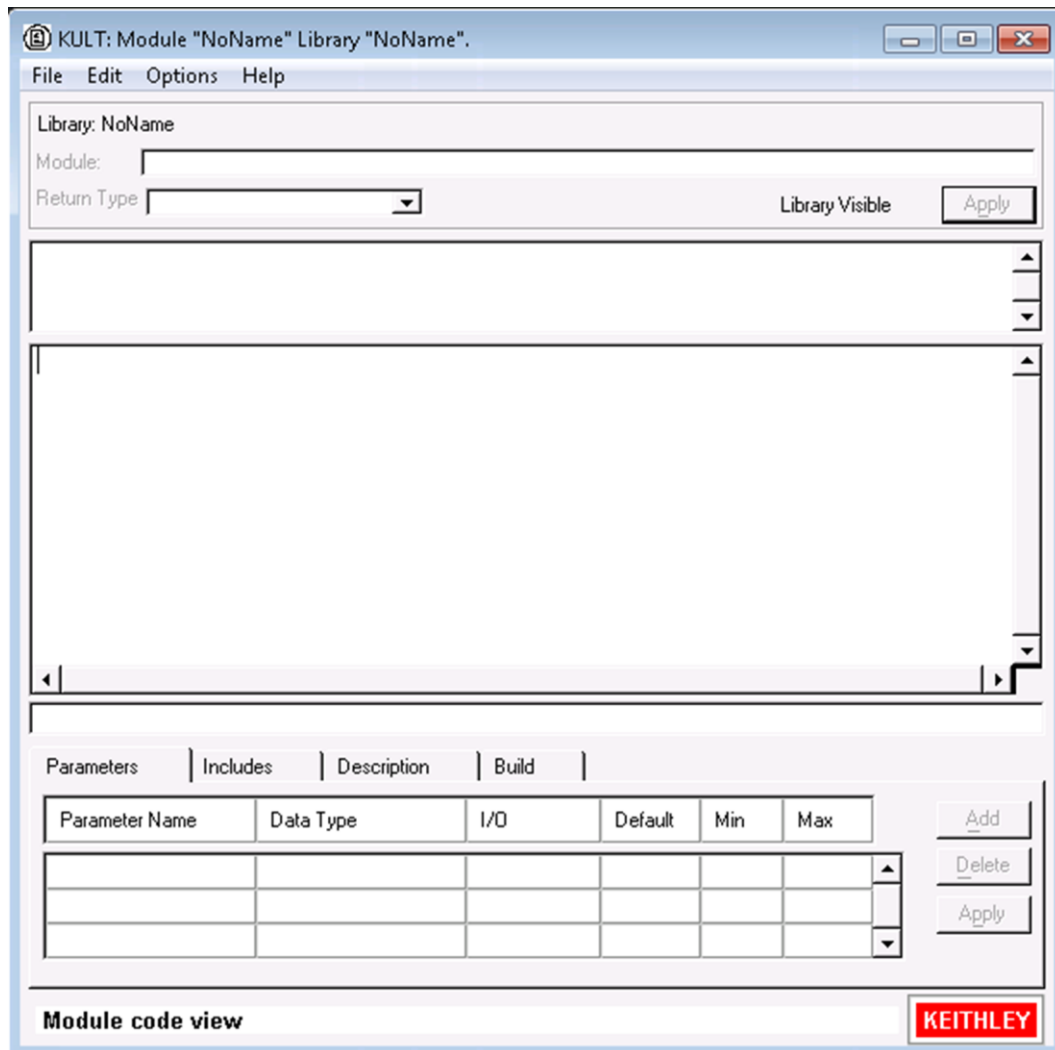 KULT: Module "NoName" Library "NoName".
File Edit Options Help
Library: NoName
Module:
Return Type
Library Visible Apply
Parameters Includes Description Build
Parameter Name Data Type I/O Default Min Max Add
Delete
Apply
Module code view KEITHLEY